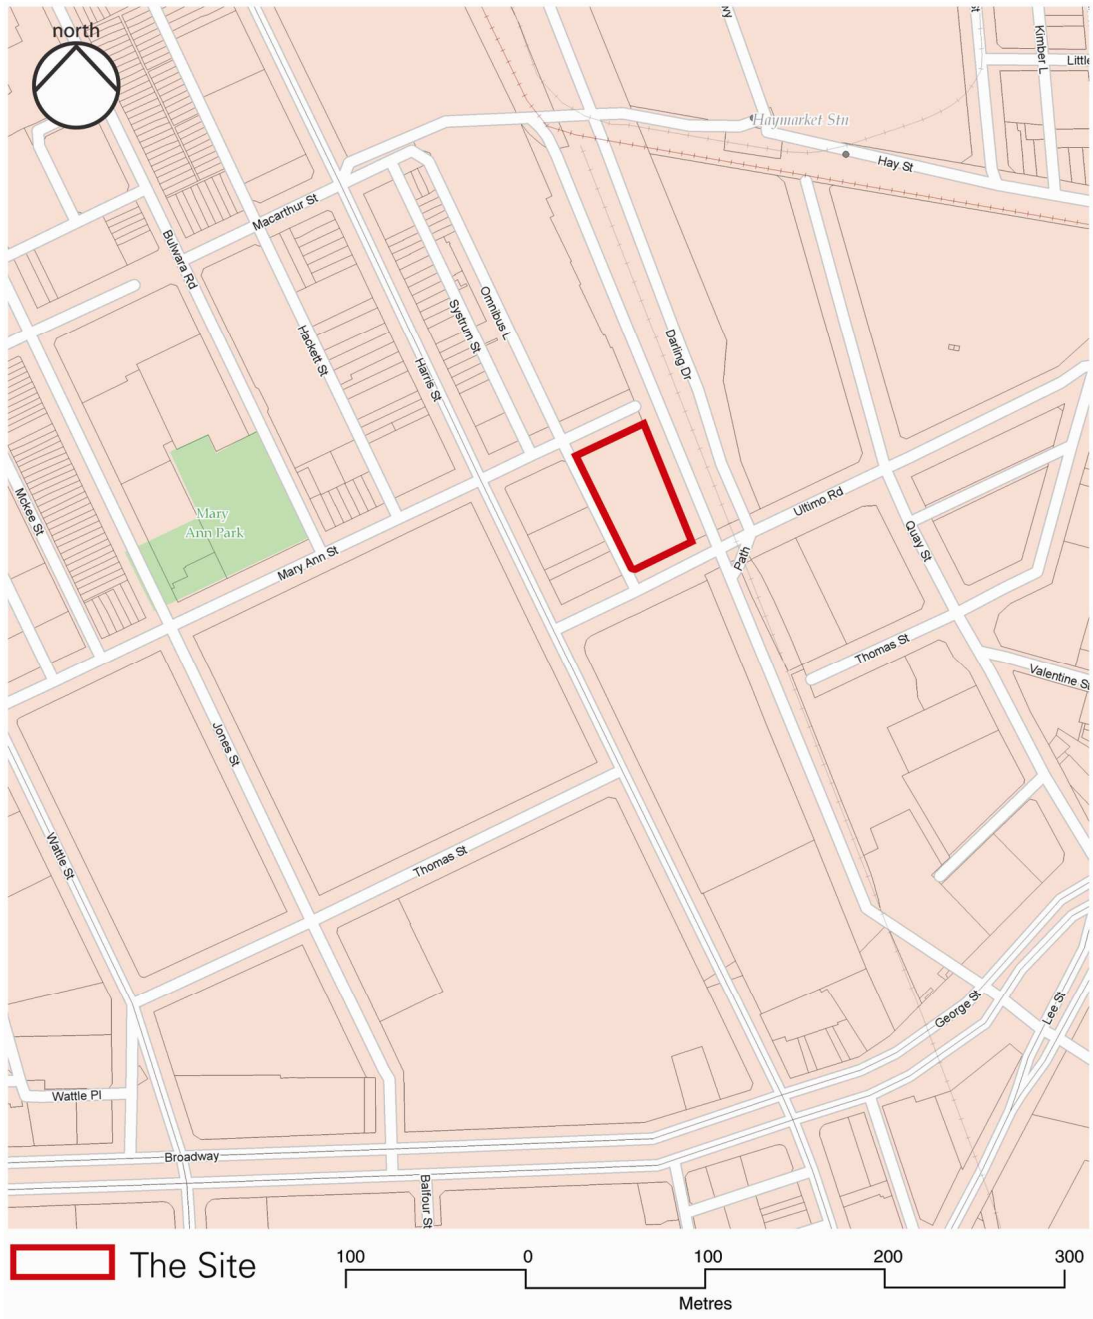 north
Kimber L
Little
Haymarket Stn
Hay St
Macarthur St
Bulwara Rd
Omnibus L
Systrum St
Hackett St
Harris St
Darling Dr
Mckee St
Mary
Ann Park
Mary Ann St
Ultimo Rd
Quay St
Path
Thomas St
Valentine St
Jones St
Wattle St
Thomas St
George St
Lee St
Wattle Pl
Broadway
Balfour St
The Site
100 0 100 200 300
Metres